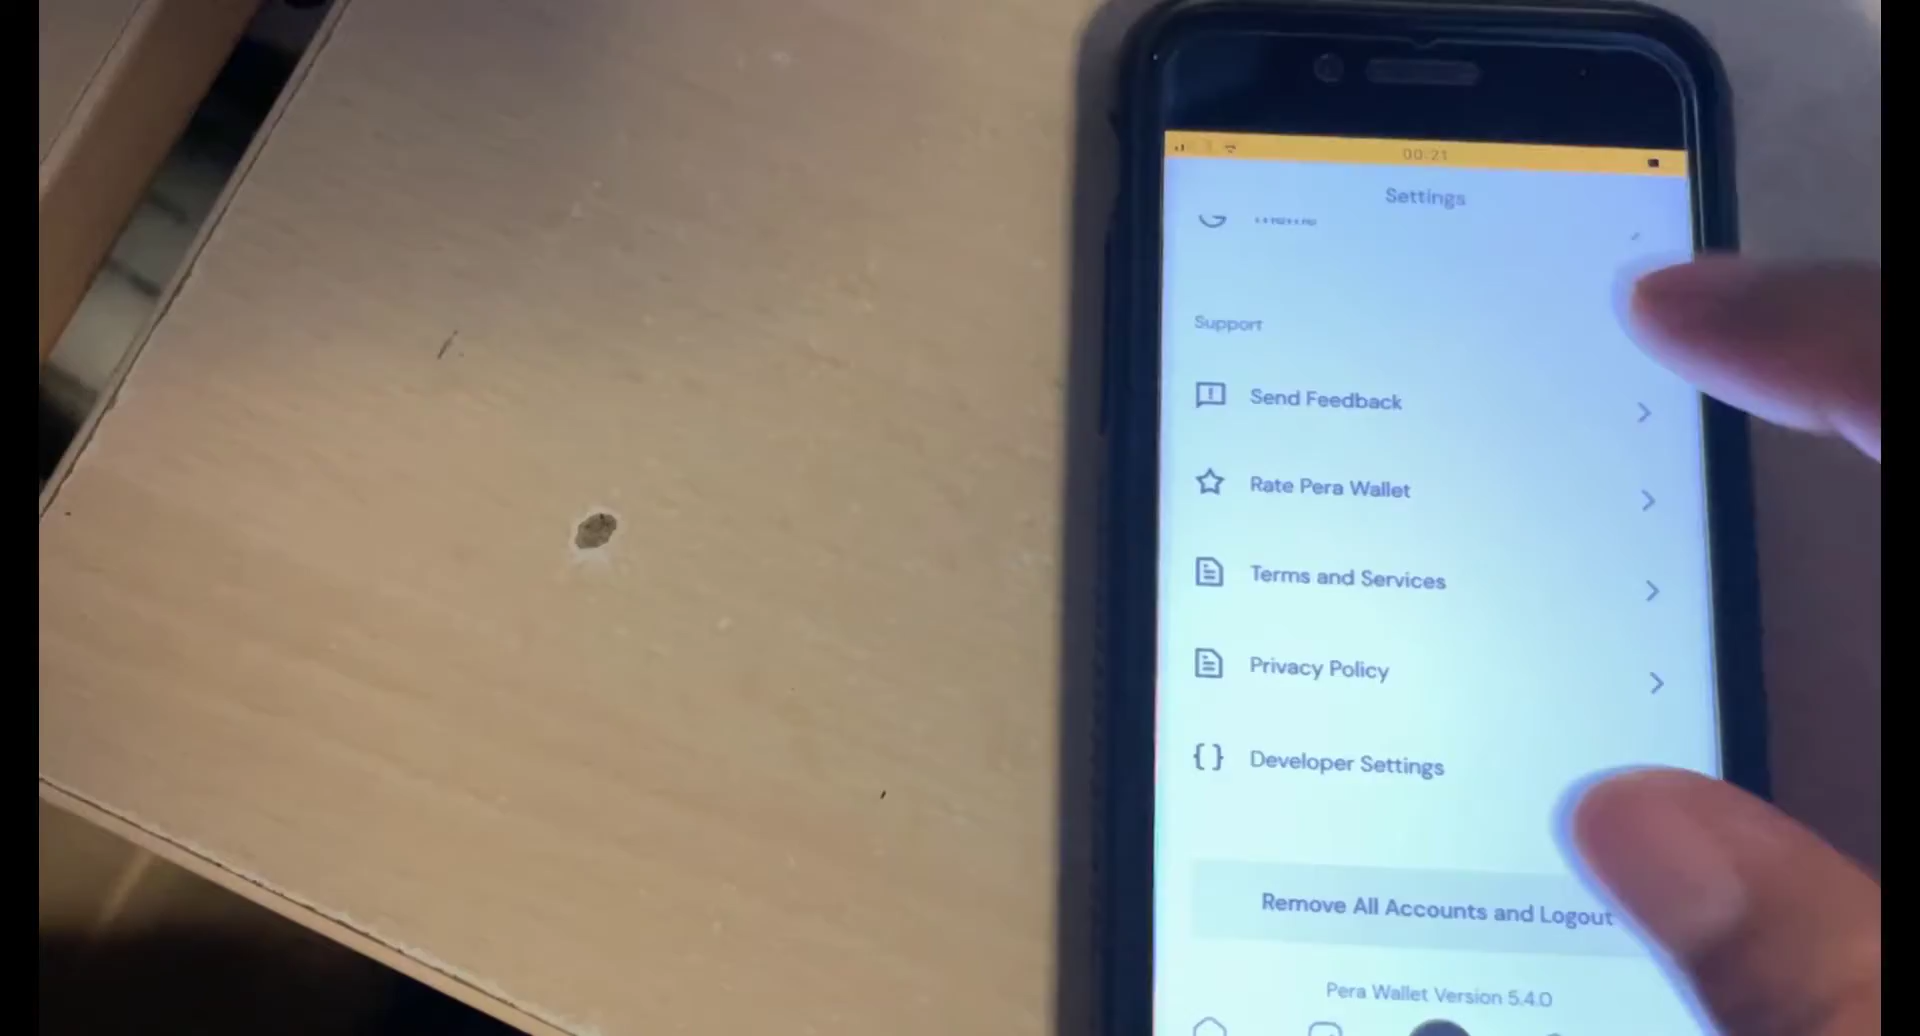 00:21
Settings
Support
Send Feedback
Rate Pera Wallet
Terms and Services
Privacy Policy
{ } Developer Settings
Remove All Accounts and Logout
Pera Wallet Version 5.4.0